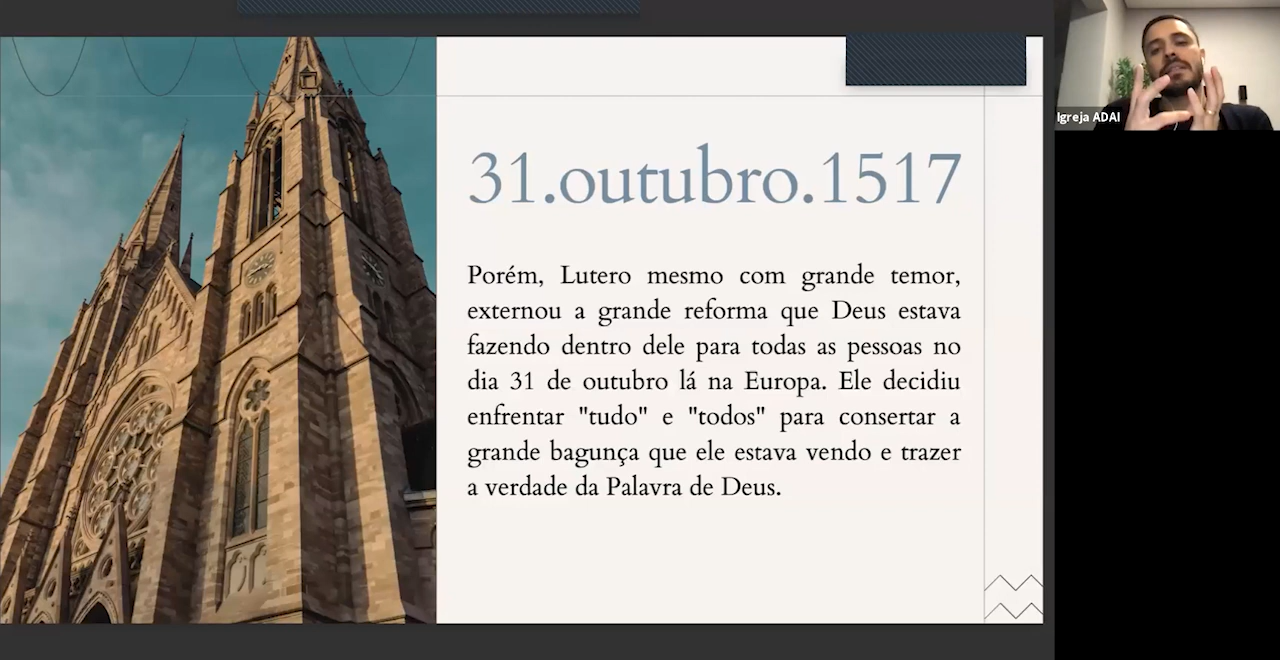 31.outubro.1517
Porém, Lutero mesmo com grande temor,
externou a grande reforma que Deus estava
fazendo dentro dele para todas as pessoas no
dia 31 de outubro lá na Europa. Ele decidiu
enfrentar "tudo" e "todos" para consertar a
grande bagunça que ele estava vendo e trazer
a verdade da Palavra de Deus.
Igreja ADAI